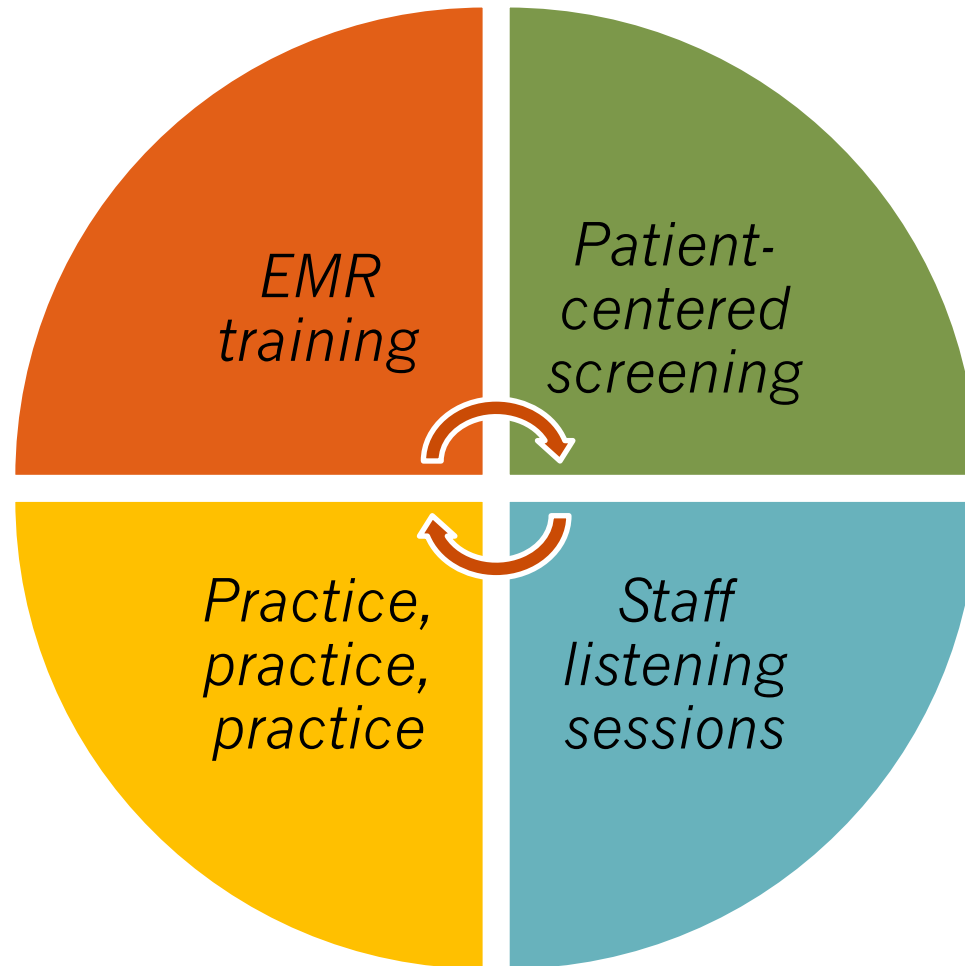 EMR
training
Patient-
centered
screening
Practice,
practice,
practice
Staff
listening
sessions